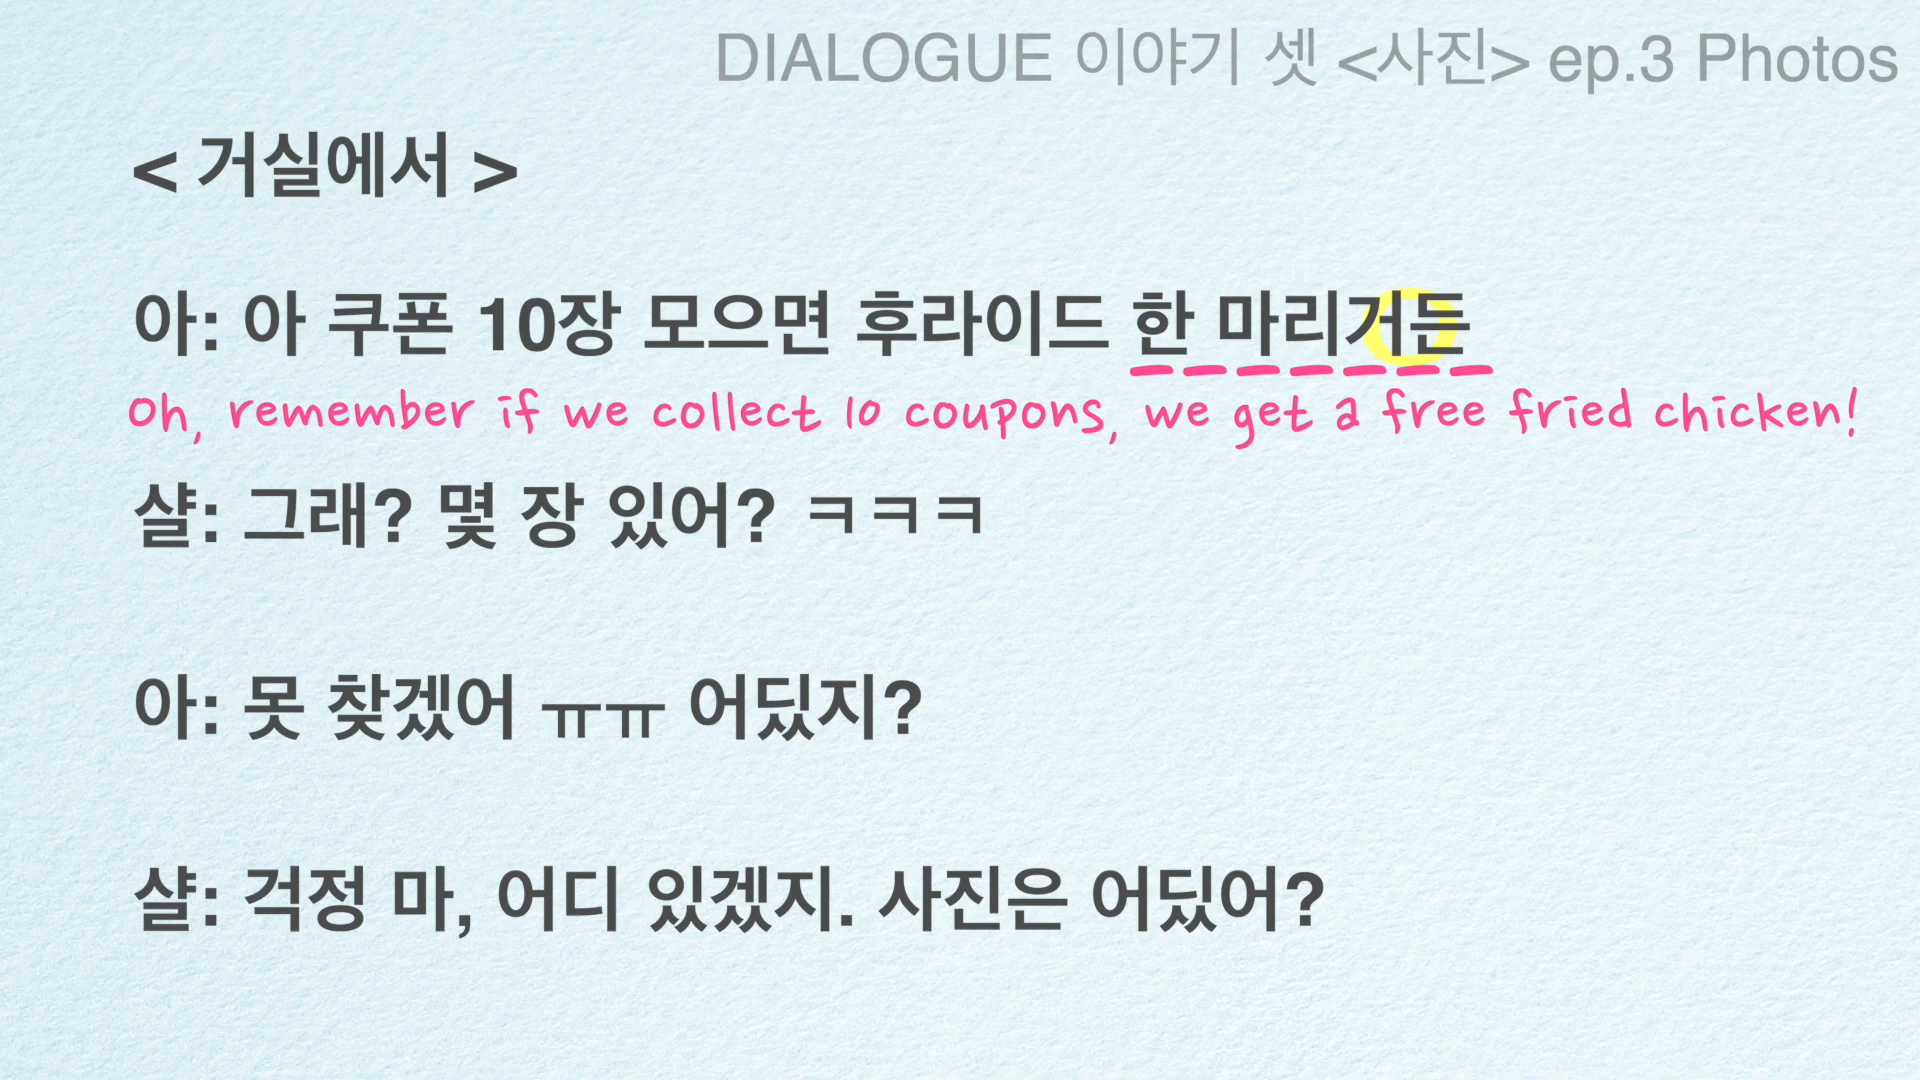 DIALOGUE 이야기 셋 <사진> ep.3 Photos
< 거실에서 >
아: 아 쿠폰 10장 모으면 후라이드 한 마리거든
Oh, remember if we collect 10 coupons, we get a free fried chicken!
샬: 그래? 몇 장 있어? ㅋㅋㅋ
아: 못 찾겠어 ㅠㅠ 어딨지?
샬: 걱정 마, 어디 있겠지. 사진은 어딨어?